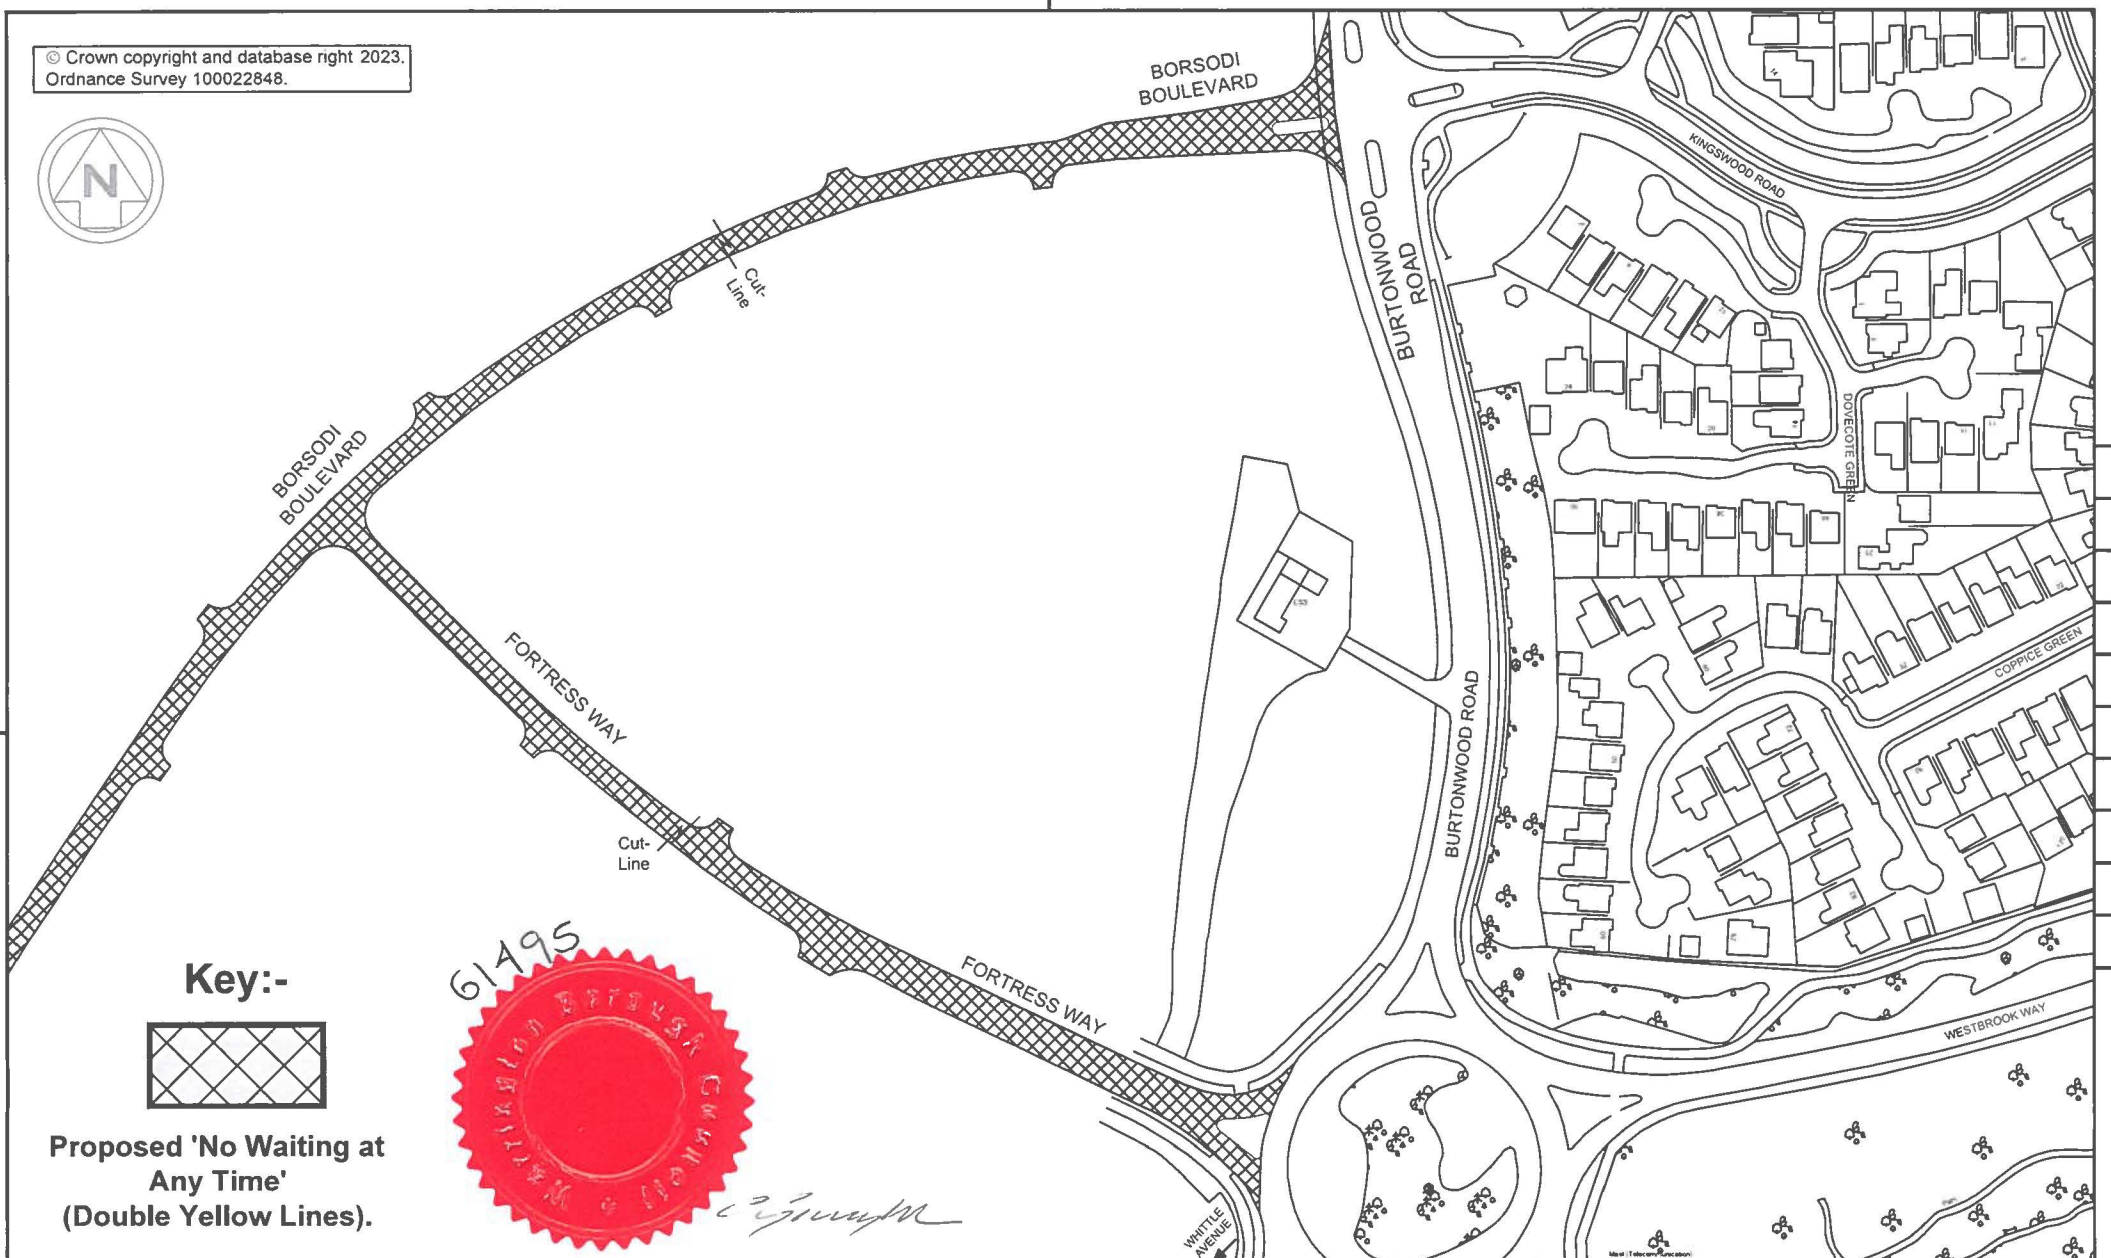 © Crown copyright and database right 2023.
Ordnance Survey 100022848.
N
BORSODI
BOULEVARD
KINGSWOOD ROAD
BURTONWOOD
ROAD
Cut-
Line
DOVECOTE GREEN
BORSODI
BOULEVARD
FORTRESS WAY
COPPICE GREEN
BURTONWOOD ROAD
Cut-
Line
61495
Key:-
FORTRESS WAY
WESTBROOK WAY
Proposed 'No Waiting at
Any Time'
(Double Yellow Lines).
WHITTLE
AVENUE